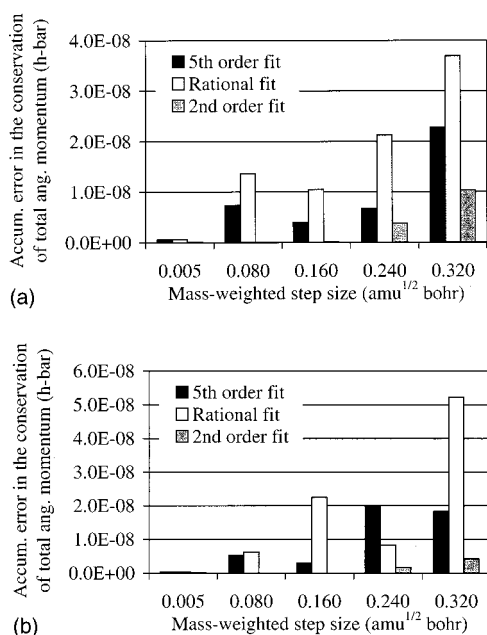 (a)
Accum. error in the conservation
of total ang. momentum (h-bar)
4.0E-08
3.0E-08
2.0E-08
1.0E-08
0.0E+00
5th order fit
Rational fit
2nd order fit
0.005 0.080 0.160 0.240 0.320
Mass-weighted step size (amu^1/2 bohr)
(b)
Accum. error in the conservation
of total ang. momentum (h-bar)
6.0E-08
5.0E-08
4.0E-08
3.0E-08
2.0E-08
1.0E-08
0.0E+00
5th order fit
Rational fit
2nd order fit
0.005 0.080 0.160 0.240 0.320
Mass-weighted step size (amu^1/2 bohr)